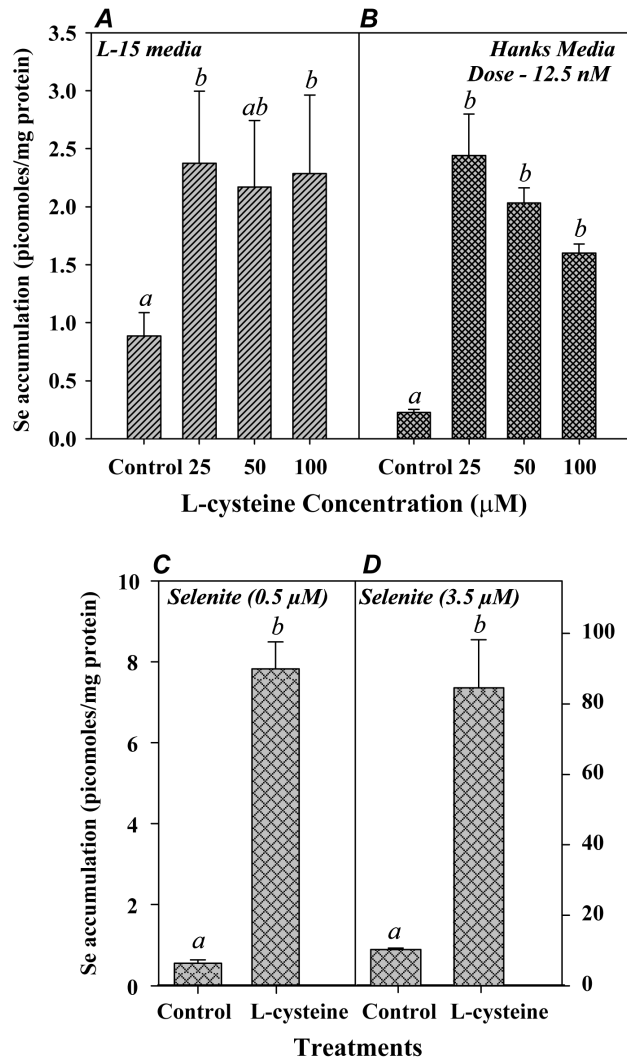 A
B
L-15 media
Hanks Media
Dose - 12.5 nM
Se accumulation (picomoles/mg protein)
3.5
3.0
2.5
2.0
1.5
1.0
0.5
0.0
a
b
ab
b
a
b
b
b
Control 25 50 100
Control 25 50 100
L-cysteine Concentration (μM)
C
D
Selenite (0.5 μM)
Selenite (3.5 μM)
Se accumulation (picomoles/mg protein)
10
8
6
4
2
0
a
b
a
b
100
80
60
40
20
0
Control L-cysteine
Control L-cysteine
Treatments